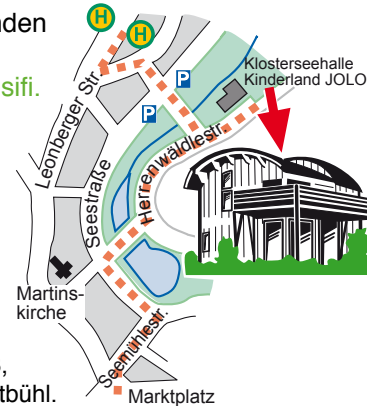 nden
H
H
sifi.
P
Klosterseehalle
Kinderland JOLO
Leonberger Str.
P
Herrenwäldlestr.
Seestraße
Martins-
kirche
Seemühlestr.
tbühl.
Marktplatz